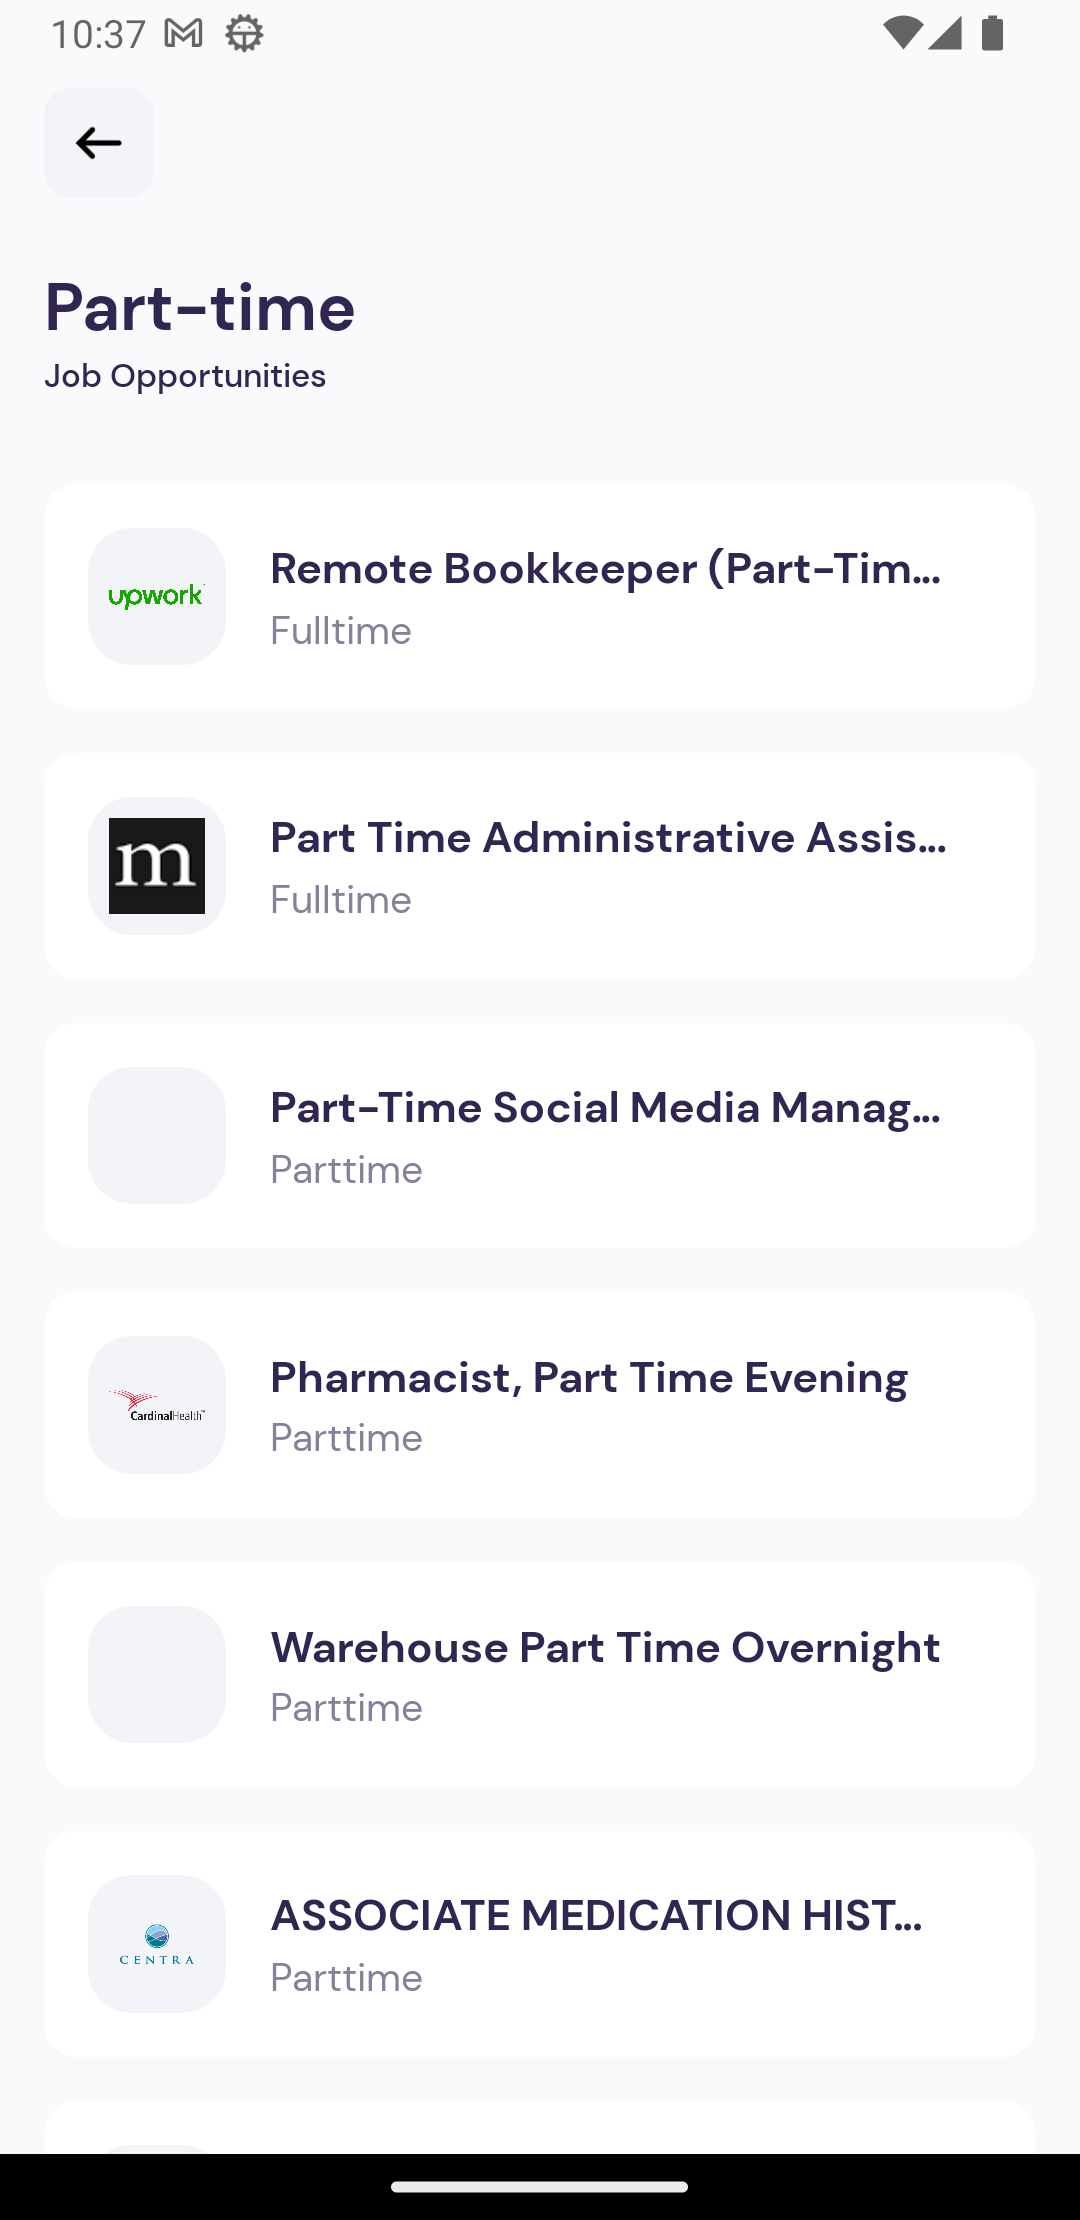 10:37
Part-time
Job Opportunities
upwork
Remote Bookkeeper (Part-Tim...
Fulltime
m
Part Time Administrative Assis...
Fulltime
Part-Time Social Media Manag...
Parttime
CardinalHealth™
Pharmacist, Part Time Evening
Parttime
Warehouse Part Time Overnight
Parttime
CENTRA
ASSOCIATE MEDICATION HIST...
Parttime